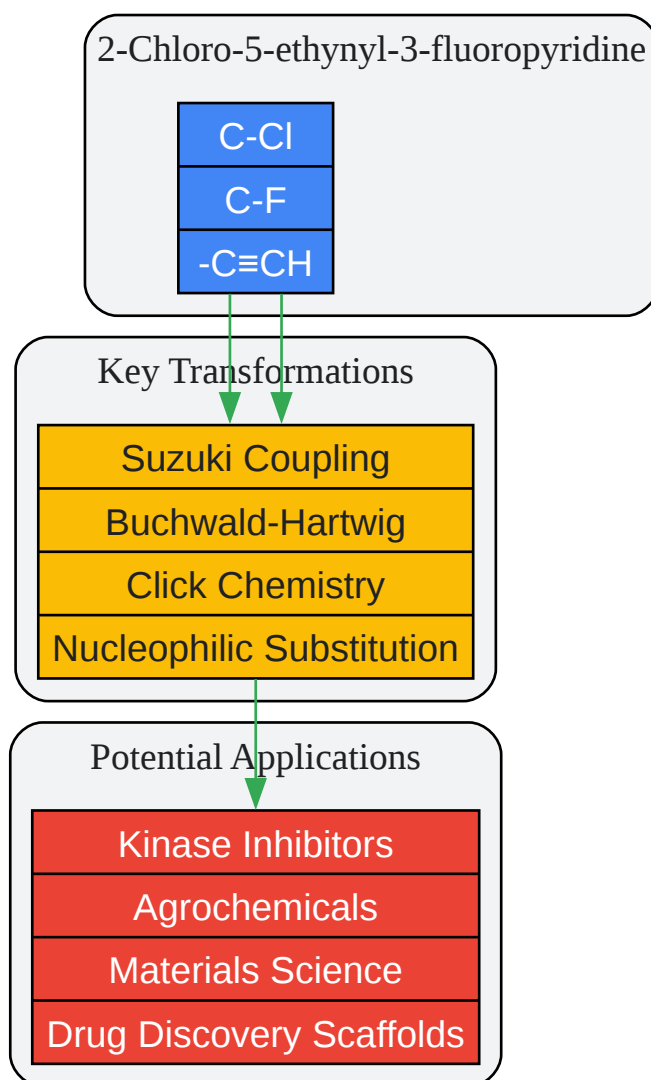 2-Chloro-5-ethynyl-3-fluoropyridine
C-Cl
C-F
-C≡CH
Key Transformations
Suzuki Coupling
Buchwald-Hartwig
Click Chemistry
Nucleophilic Substitution
Potential Applications
Kinase Inhibitors
Agrochemicals
Materials Science
Drug Discovery Scaffolds